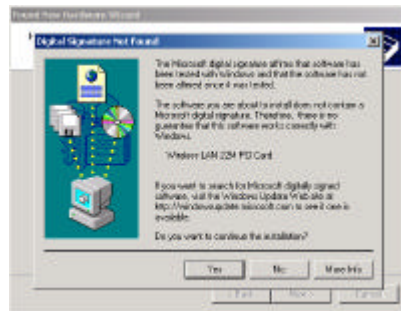 Found New Hardware Wizard
Digital Signature Not Found
The Microsoft digital signature affirms that software has
been tested with Windows and that the software has not
been altered since it was tested.
The software you are about to install does not contain a
Microsoft digital signature. Therefore, there is no
guarantee that this software works correctly with
Windows.
Wireless LAN 22M PCI Card
If you want to search for Microsoft digitally signed
software, visit the Windows Update Web site at
http://windowsupdate.microsoft.com to see if one is
available.
Do you want to continue the installation?
Yes
No
More Info
< Back
Next >
Cancel